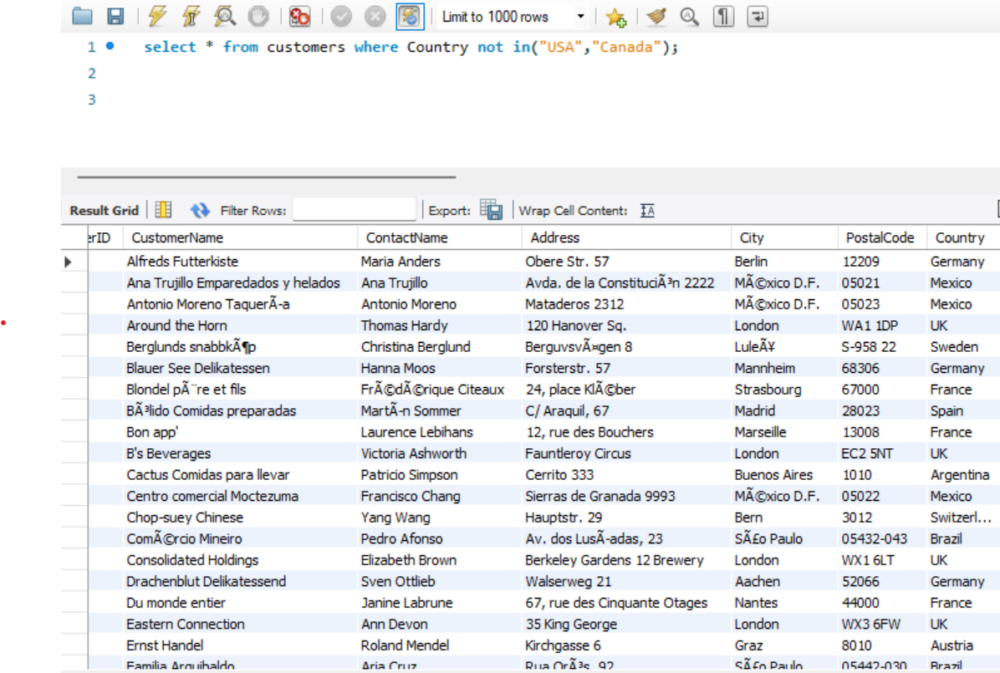 Limit to 1000 rows
1 select * from customers where Country not in("USA","Canada");
2
3
Result Grid Filter Rows: Export: Wrap Cell Content:
erID CustomerName ContactName Address City PostalCode Country
Alfreds Futterkiste Maria Anders Obere Str. 57 Berlin 12209 Germany
Ana Trujillo Emparedados y helados Ana Trujillo Avda. de la ConstituciÃ³n 2222 MÃ©xico D.F. 05021 Mexico
Antonio Moreno TaquerÃ-a Antonio Moreno Mataderos 2312 MÃ©xico D.F. 05023 Mexico
Around the Horn Thomas Hardy 120 Hanover Sq. London WA1 1DP UK
Berglunds snabbkÃ¶p Christina Berglund BerguvsvÃ¤gen 8 LuleÃ¥ S-958 22 Sweden
Blauer See Delikatessen Hanna Moos Forsterstr. 57 Mannheim 68306 Germany
Blondel pÃ¨re et fils FrÃ©dÃ©rique Citeaux 24, place KlÃ©ber Strasbourg 67000 France
BÃ³lido Comidas preparadas MartÃ-n Sommer C/ Araquil, 67 Madrid 28023 Spain
Bon app' Laurence Lebihans 12, rue des Bouchers Marseille 13008 France
B's Beverages Victoria Ashworth Fauntleroy Circus London EC2 5NT UK
Cactus Comidas para llevar Patricio Simpson Cerrito 333 Buenos Aires 1010 Argentina
Centro comercial Moctezuma Francisco Chang Sierras de Granada 9993 MÃ©xico D.F. 05022 Mexico
Chop-suey Chinese Yang Wang Hauptstr. 29 Bern 3012 Switzerl...
ComÃ©rcio Mineiro Pedro Afonso Av. dos LusÃ-adas, 23 SÃ£o Paulo 05432-043 Brazil
Consolidated Holdings Elizabeth Brown Berkeley Gardens 12 Brewery London WX1 6LT UK
Drachenblut Delikatessend Sven Ottlieb Walserweg 21 Aachen 52066 Germany
Du monde entier Janine Labrune 67, rue des Cinquante Otages Nantes 44000 France
Eastern Connection Ann Devon 35 King George London WX3 6FW UK
Ernst Handel Roland Mendel Kirchgasse 6 Graz 8010 Austria
Familia Arquibaldo Aria Cruz Rua OrÃ³s, 92 SÃ£o Paulo 05442-030 Brazil